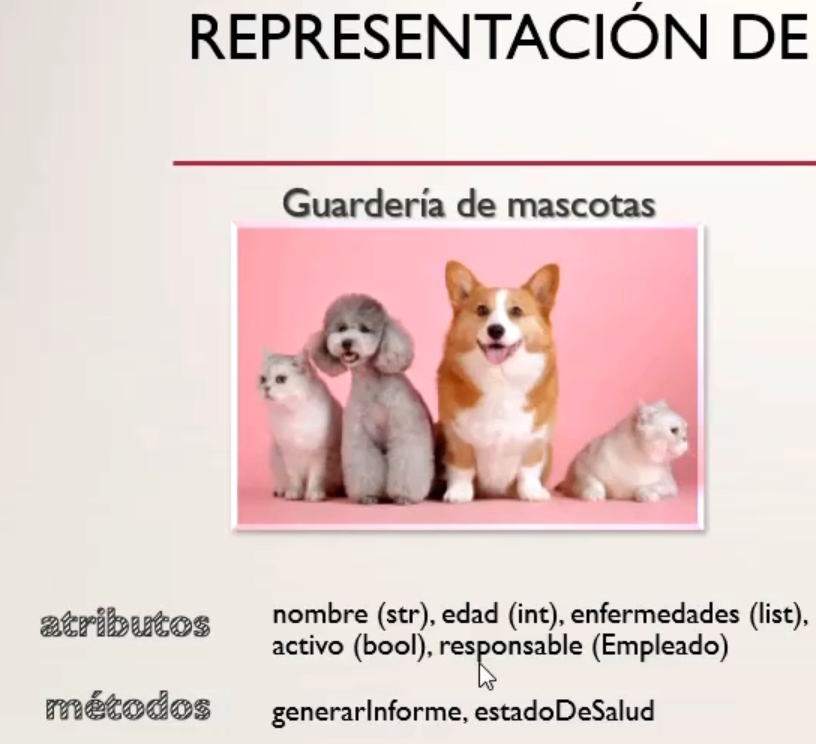 REPRESENTACIÓN DE
Guardería de mascotas
atributos
nombre (str), edad (int), enfermedades (list),
activo (bool), responsable (Empleado)
métodos
generarInforme, estadoDeSalud